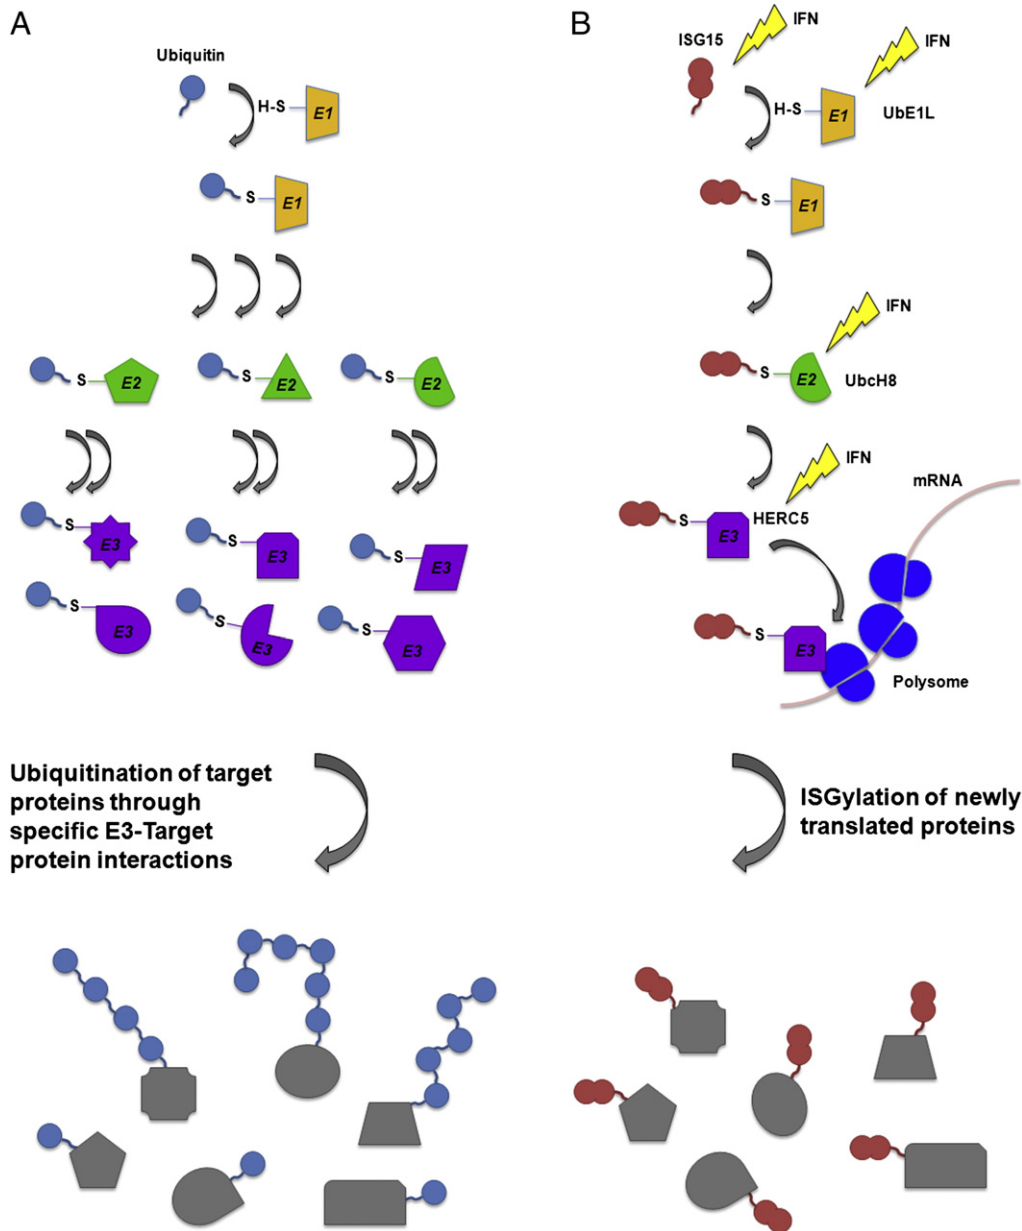 A
Ubiquitin
H-S
E1
S
E1
S
E2
S
E2
S
E2
S
E3
S
E3
S
E3
S
E3
S
E3
S
E3
Ubiquitination of target
proteins through
specific E3-Target
protein interactions
B
IFN
ISG15
IFN
H-S
E1
UbE1L
S
E1
IFN
S
E2
UbcH8
IFN
mRNA
S
HERC5
E3
S
E3
Polysome
ISGylation of newly
translated proteins